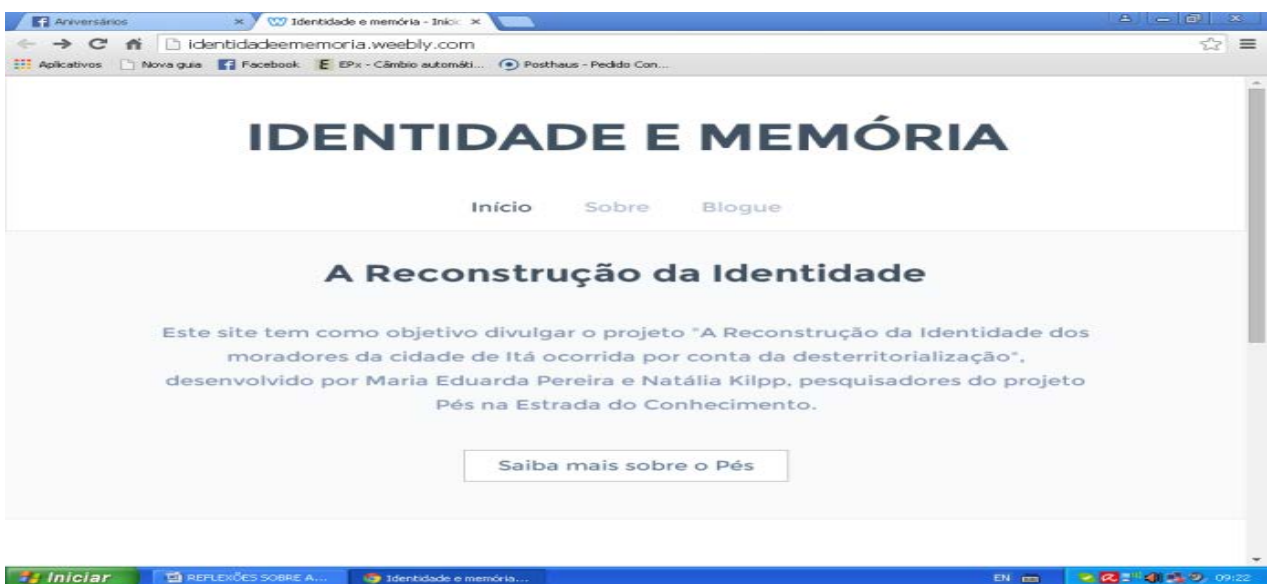 Aniversários
Identidade e memória - Iníc
identidadeememoria.weebly.com
Aplicativos Nova guia Facebook EPx - Câmbio automáti... Posthaus - Pedido Con...
IDENTIDADE E MEMÓRIA
Início Sobre Blogue
A Reconstrução da Identidade
Este site tem como objetivo divulgar o projeto "A Reconstrução da Identidade dos
moradores da cidade de Itá ocorrida por conta da desterritorialização",
desenvolvido por Maria Eduarda Pereira e Natália Kilpp, pesquisadores do projeto
Pés na Estrada do Conhecimento.
Saiba mais sobre o Pés
Iniciar REFLEXÕES SOBRE A... Identidade e memória... EN 09:22